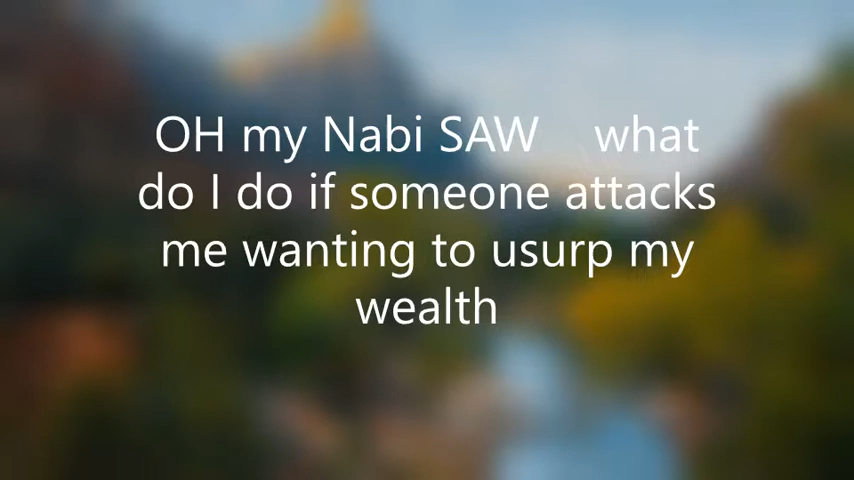 OH my Nabi SAW what
do I do if someone attacks
me wanting to usurp my
wealth